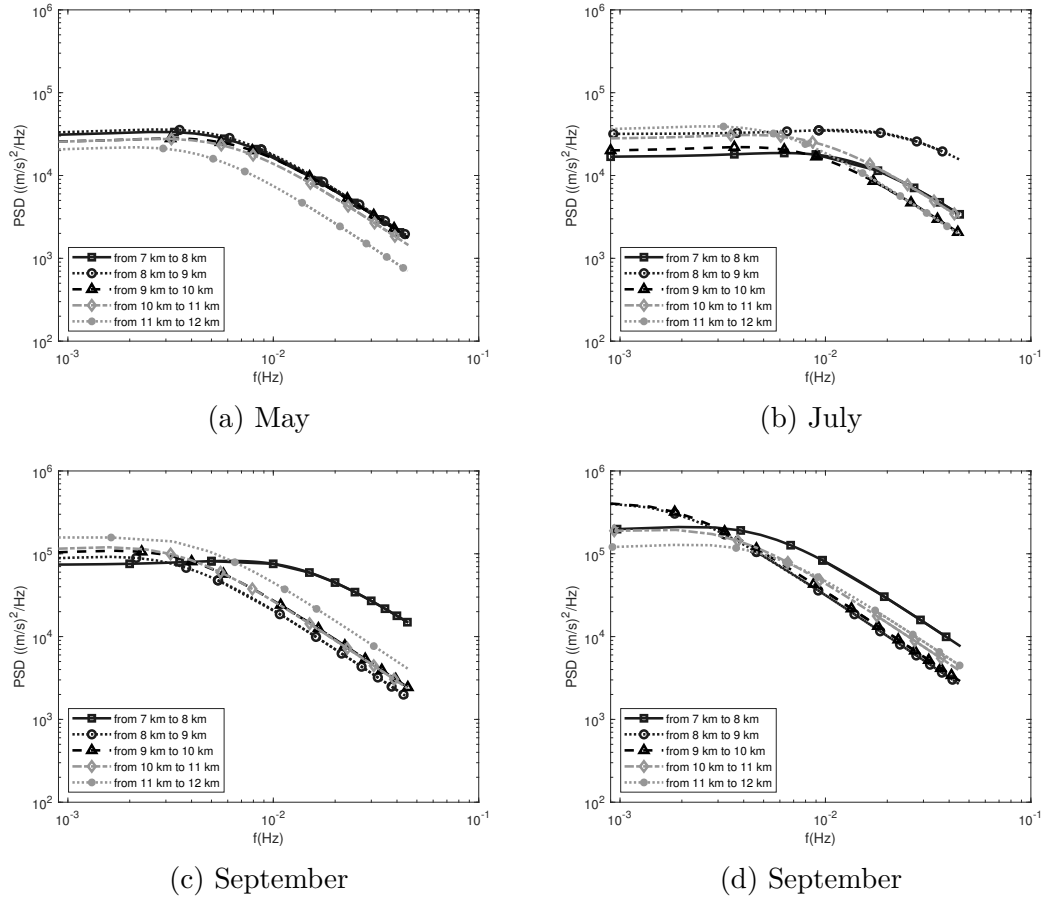 10^6
10^5
10^4
10^3
10^2
PSD ((m/s)^2/Hz)
from 7 km to 8 km
from 8 km to 9 km
from 9 km to 10 km
from 10 km to 11 km
from 11 km to 12 km
10^-3
10^-2
10^-1
f(Hz)
(a) May
10^6
10^5
10^4
10^3
10^2
PSD ((m/s)^2/Hz)
from 7 km to 8 km
from 8 km to 9 km
from 9 km to 10 km
from 10 km to 11 km
from 11 km to 12 km
10^-3
10^-2
10^-1
f(Hz)
(b) July
10^6
10^5
10^4
10^3
10^2
PSD ((m/s)^2/Hz)
from 7 km to 8 km
from 8 km to 9 km
from 9 km to 10 km
from 10 km to 11 km
from 11 km to 12 km
10^-3
10^-2
10^-1
f(Hz)
(c) September
10^6
10^5
10^4
10^3
10^2
PSD ((m/s)^2/Hz)
from 7 km to 8 km
from 8 km to 9 km
from 9 km to 10 km
from 10 km to 11 km
from 11 km to 12 km
10^-3
10^-2
10^-1
f(Hz)
(d) September